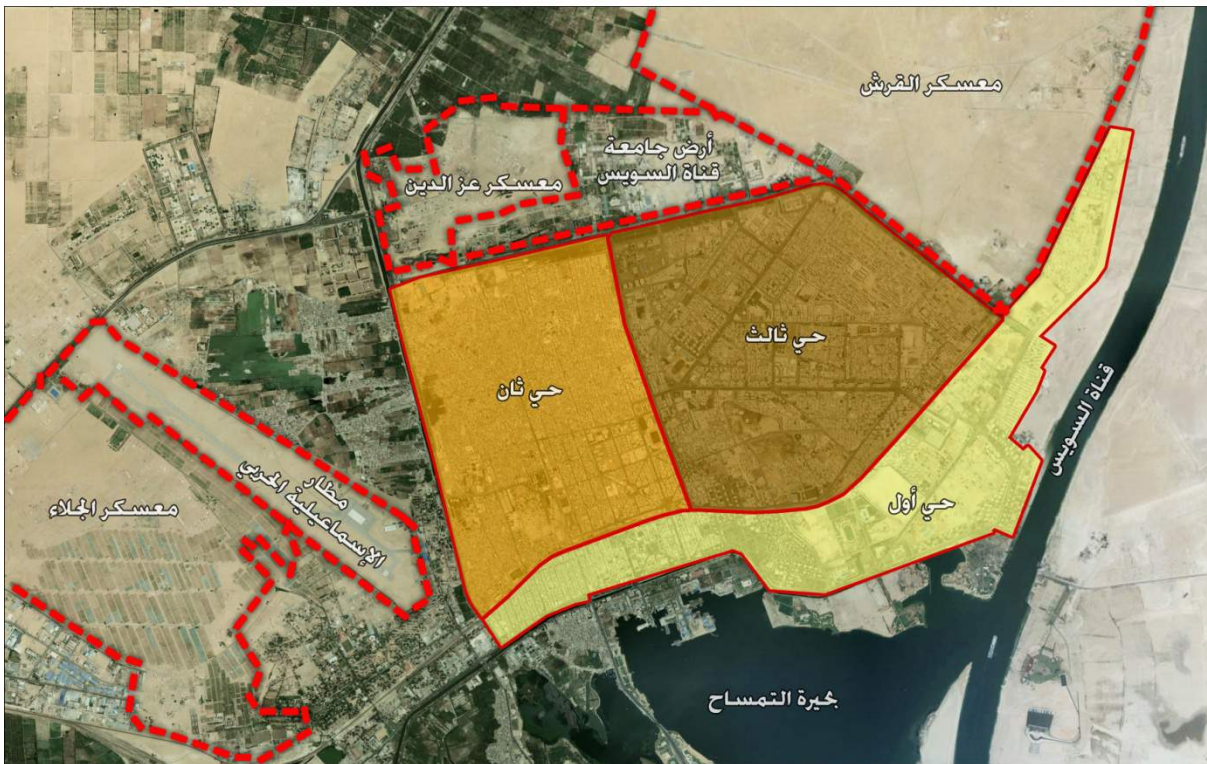 معسكر القرش
أرض جامعة
قناة السويس
معسكر عز الدين
حي ثالث
حي ثان
قناة السويس
حي أول
مطار
الإسماعيلية الحربي
معسكر الجلاء
بحيرة التمساح